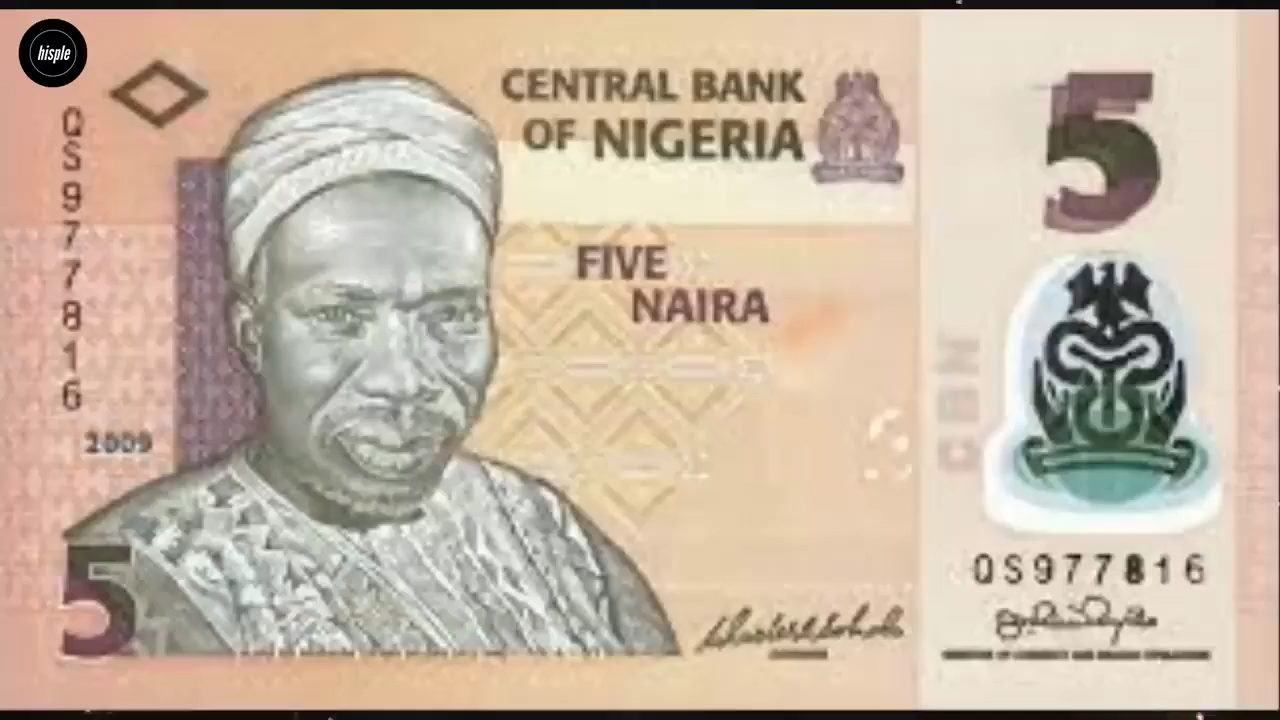 hisple
CENTRAL BANK
OF NIGERIA
5
QS977816
FIVE
NAIRA
CBN
2009
5
QS977816